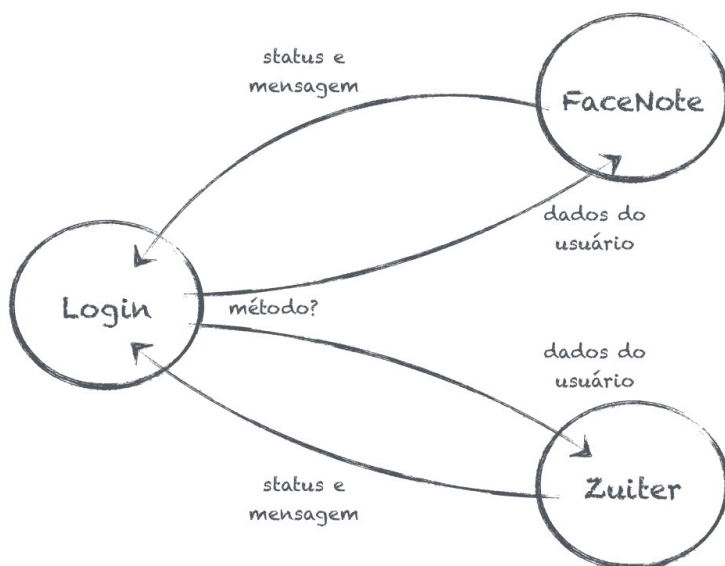 status e
mensagem
FaceNote
dados do
usuário
Login
método?
dados do
usuário
status e
mensagem
Zuiter